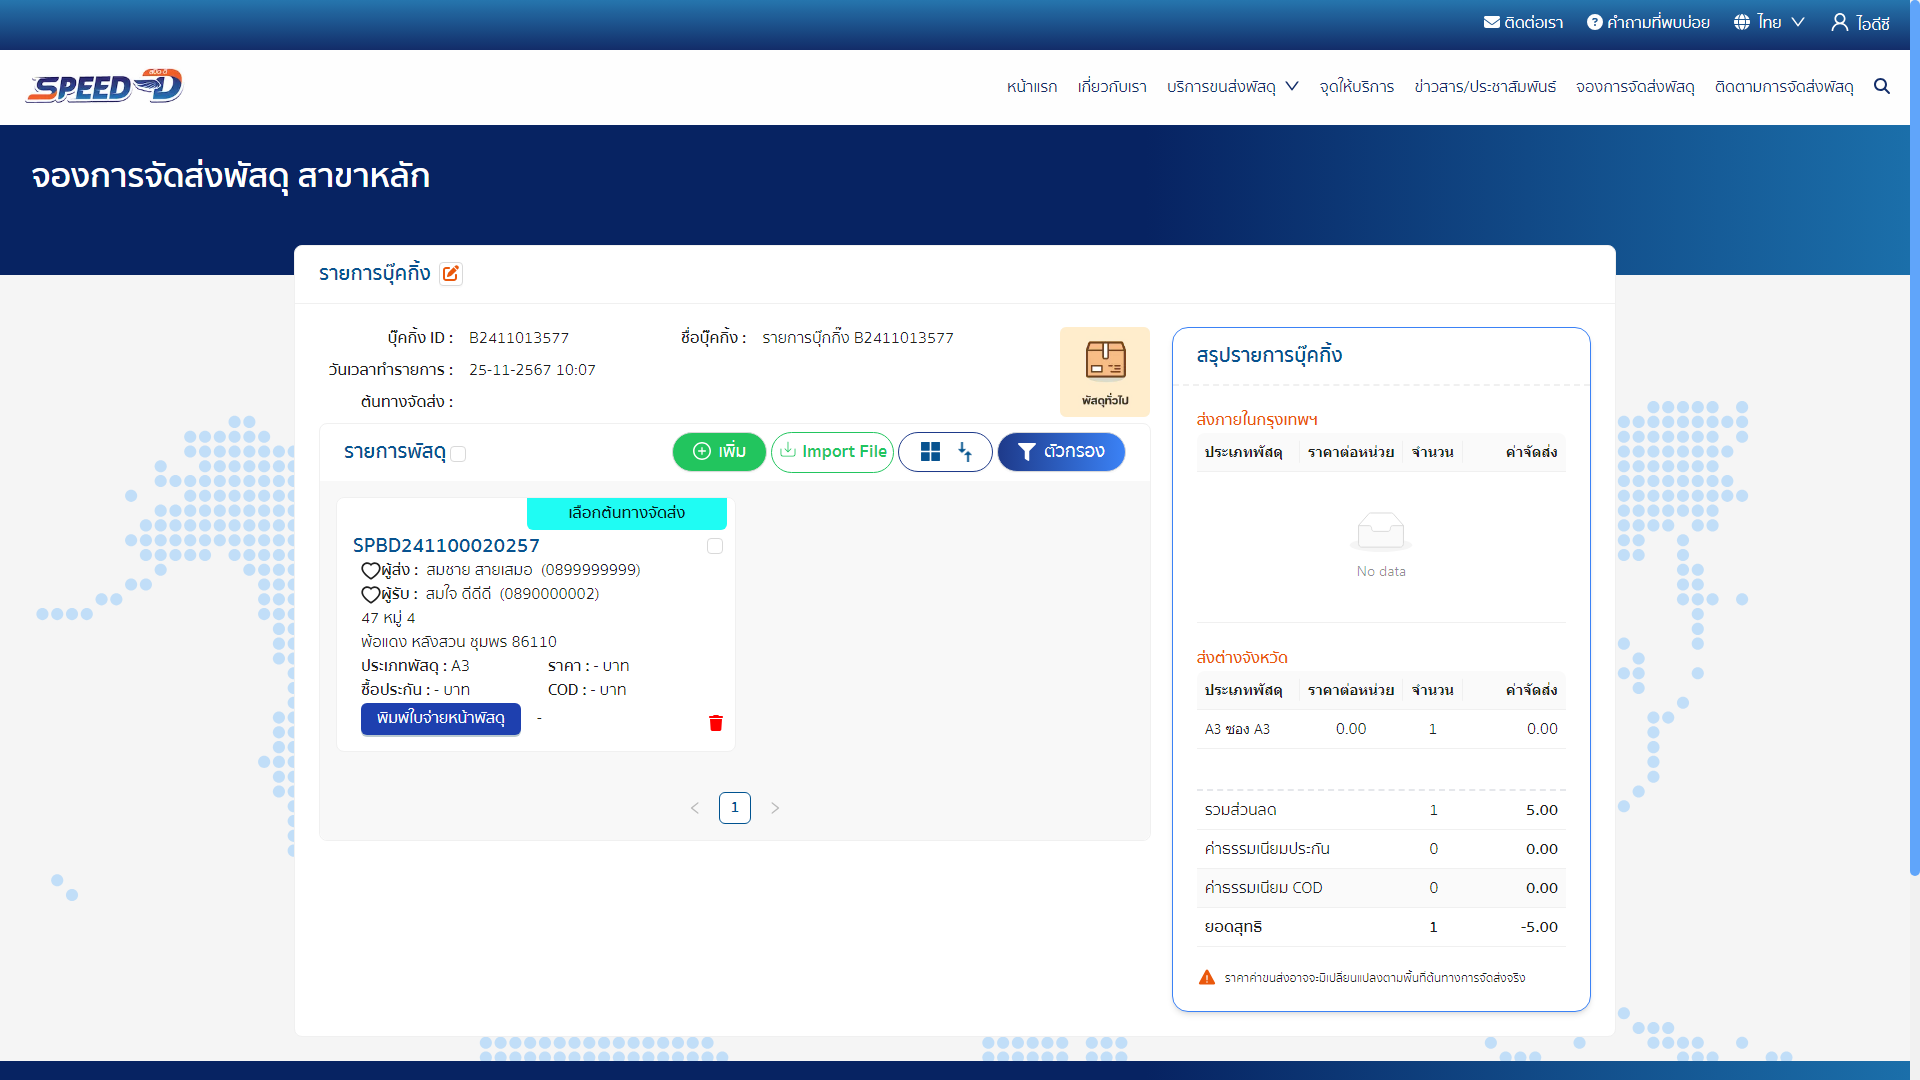 ติดต่อเรา คำถามที่พบบ่อย ไทย ไอดีซี
สปีด-ดี
SPEED-D
หน้าแรก เกี่ยวกับเรา บริการขนส่งพัสดุ จุดให้บริการ ข่าวสาร/ประชาสัมพันธ์ จองการจัดส่งพัสดุ ติดตามการจัดส่งพัสดุ
จองการจัดส่งพัสดุ สาขาหลัก
รายการบุ๊คกิ้ง
บุ๊คกิ้ง ID : B2411013577 ชื่อบุ๊คกิ้ง : รายการบุ๊กกิ๊ง B2411013577
วันเวลาทำรายการ : 25-11-2567 10:07
ต้นทางจัดส่ง :
พัสดุทั่วไป
รายการพัสดุ เพิ่ม Import File ตัวกรอง
เลือกต้นทางจัดส่ง
SPBD241100020257
ผู้ส่ง : สมชาย สายเสมอ (0899999999)
ผู้รับ : สมใจ ดีดีดี (0890000002)
47 หมู่ 4
พ้อแดง หลังสวน ชุมพร 86110
ประเภทพัสดุ : A3 ราคา : - บาท
ซื้อประกัน : - บาท COD : - บาท
พิมพ์ใบจ่ายหน้าพัสดุ -
1
สรุปรายการบุ๊คกิ้ง
ส่งภายในกรุงเทพฯ
ประเภทพัสดุ ราคาต่อหน่วย จำนวน ค่าจัดส่ง
No data
ส่งต่างจังหวัด
ประเภทพัสดุ ราคาต่อหน่วย จำนวน ค่าจัดส่ง
A3 ซอง A3 0.00 1 0.00
รวมส่วนลด 1 5.00
ค่าธรรมเนียมประกัน 0 0.00
ค่าธรรมเนียม COD 0 0.00
ยอดสุทธิ 1 -5.00
ราคาค่าขนส่งอาจจะมีเปลี่ยนแปลงตามพื้นที่ต้นทางการจัดส่งจริง